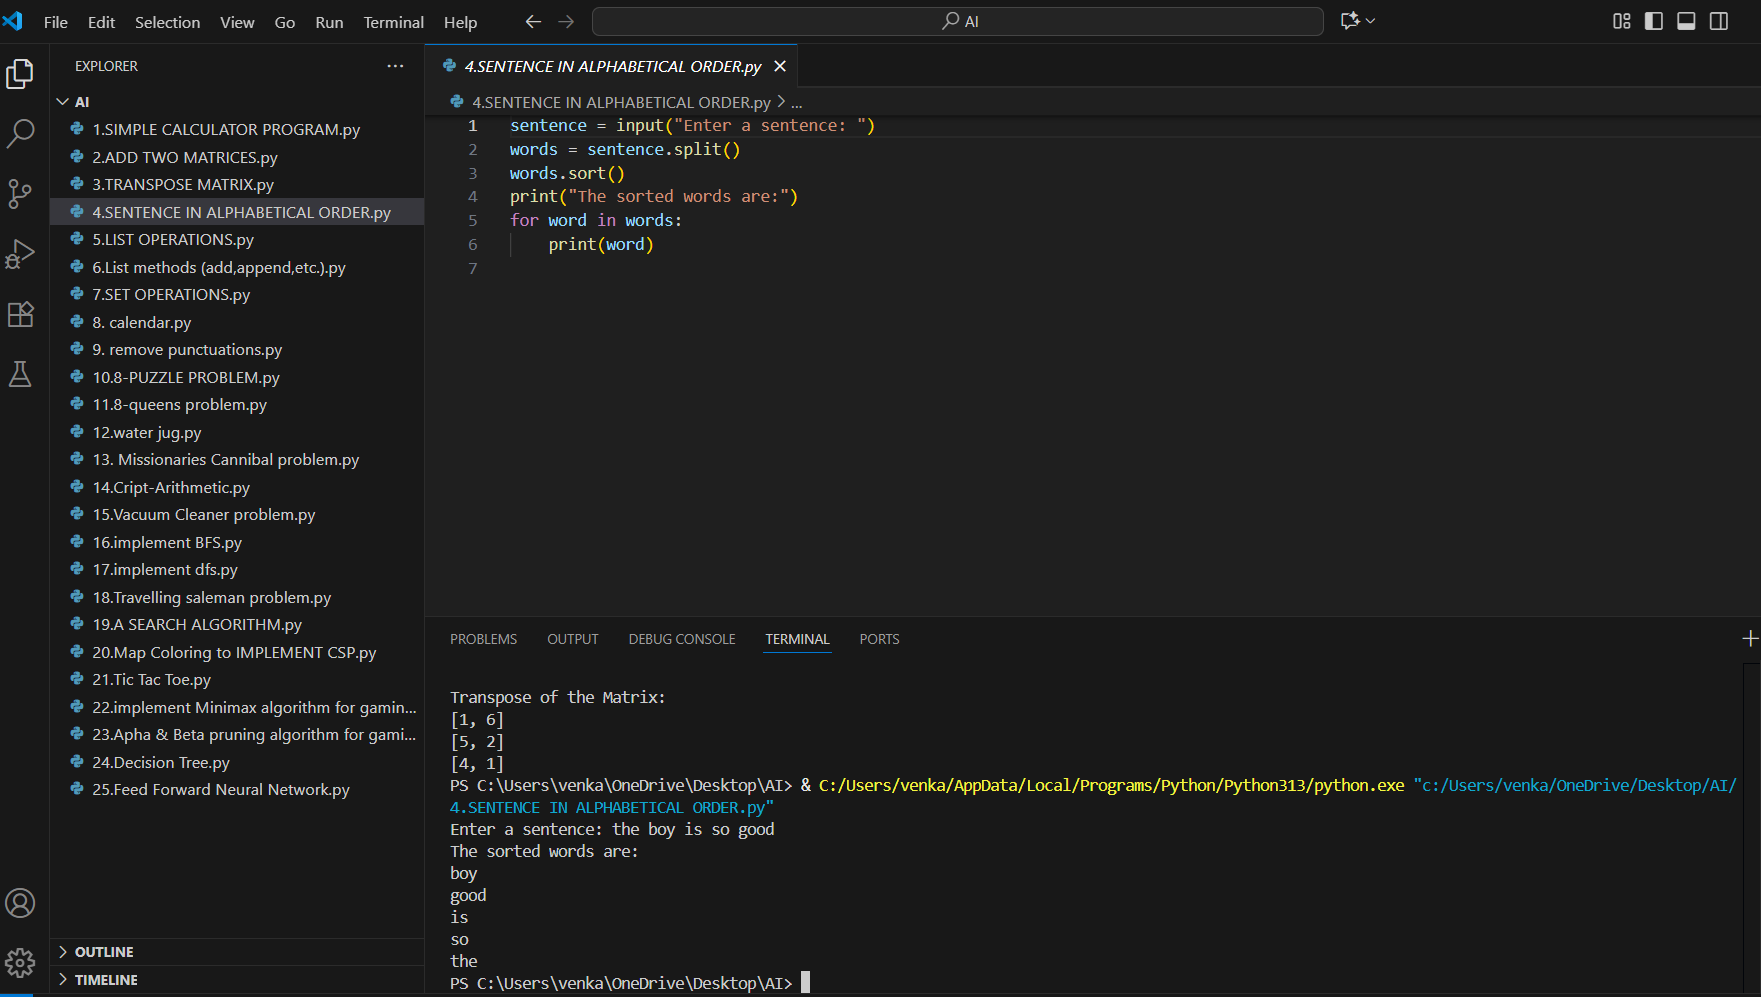 File Edit Selection View Go Run Terminal Help
AI
EXPLORER
AI
1.SIMPLE CALCULATOR PROGRAM.py
2.ADD TWO MATRICES.py
3.TRANSPOSE MATRIX.py
4.SENTENCE IN ALPHABETICAL ORDER.py
5.LIST OPERATIONS.py
6.List methods (add,append,etc.).py
7.SET OPERATIONS.py
8. calendar.py
9. remove punctuations.py
10.8-PUZZLE PROBLEM.py
11.8-queens problem.py
12.water jug.py
13. Missionaries Cannibal problem.py
14.Cript-Arithmetic.py
15.Vacuum Cleaner problem.py
16.implement BFS.py
17.implement dfs.py
18.Travelling saleman problem.py
19.A SEARCH ALGORITHM.py
20.Map Coloring to IMPLEMENT CSP.py
21.Tic Tac Toe.py
22.implement Minimax algorithm for gamin...
23.Apha & Beta pruning algorithm for gami...
24.Decision Tree.py
25.Feed Forward Neural Network.py
OUTLINE
TIMELINE
4.SENTENCE IN ALPHABETICAL ORDER.py
4.SENTENCE IN ALPHABETICAL ORDER.py > ...
1 sentence = input("Enter a sentence: ")
2 words = sentence.split()
3 words.sort()
4 print("The sorted words are:")
5 for word in words:
6     print(word)
7
PROBLEMS OUTPUT DEBUG CONSOLE TERMINAL PORTS
Transpose of the Matrix:
[1, 6]
[5, 2]
[4, 1]
PS C:\Users\venka\OneDrive\Desktop\AI> & C:/Users/venka/AppData/Local/Programs/Python/Python313/python.exe "c:/Users/venka/OneDrive/Desktop/AI/
4.SENTENCE IN ALPHABETICAL ORDER.py"
Enter a sentence: the boy is so good
The sorted words are:
boy
good
is
so
the
PS C:\Users\venka\OneDrive\Desktop\AI>